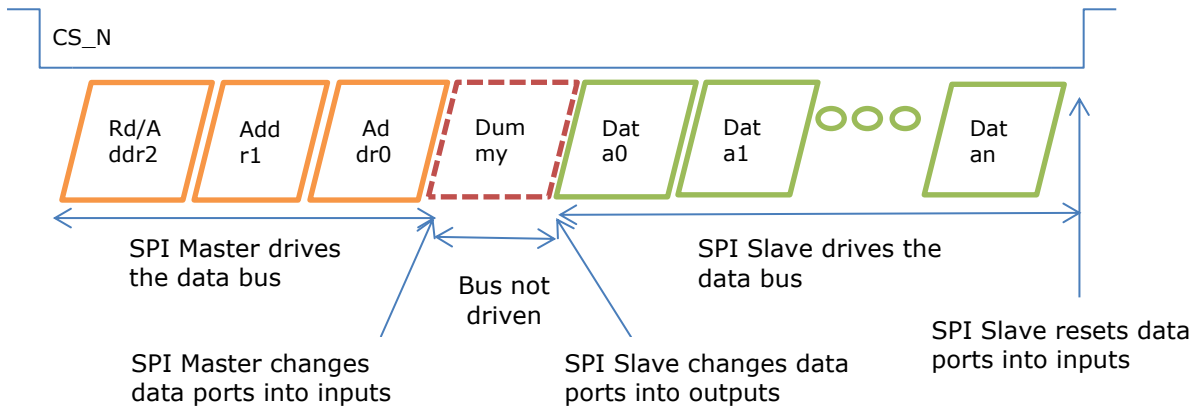 CS_N
Rd/A
ddr2
Add
r1
Ad
dr0
Dum
my
Dat
a0
Dat
a1
Dat
an
SPI Master drives
the data bus
Bus not
driven
SPI Slave drives the
data bus
SPI Master changes
data ports into inputs
SPI Slave changes data
ports into outputs
SPI Slave resets data
ports into inputs